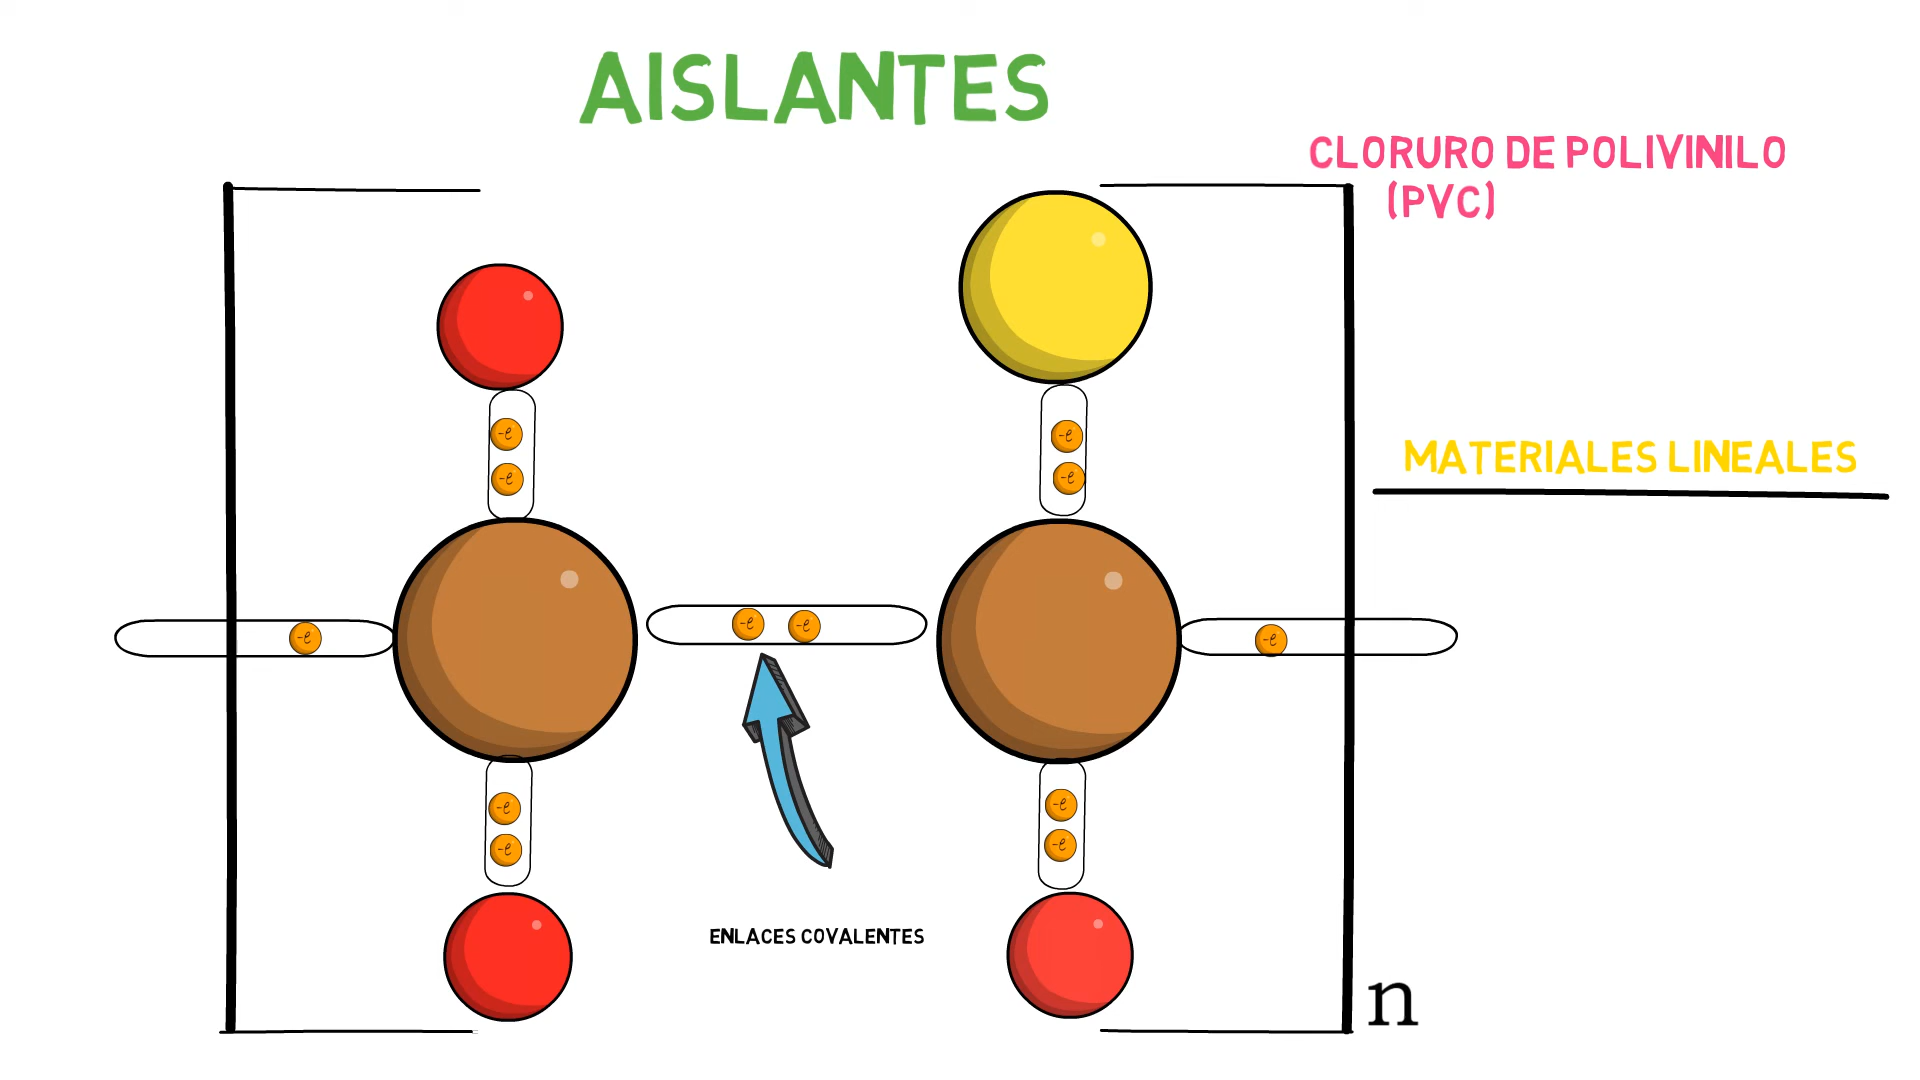 AISLANTES
CLORURO DE POLIVINILO
(PVC)
MATERIALES LINEALES
-e
-e
-e
-e
-e
-e
-e
-e
-e
-e
-e
-e
ENLACES COVALENTES
n